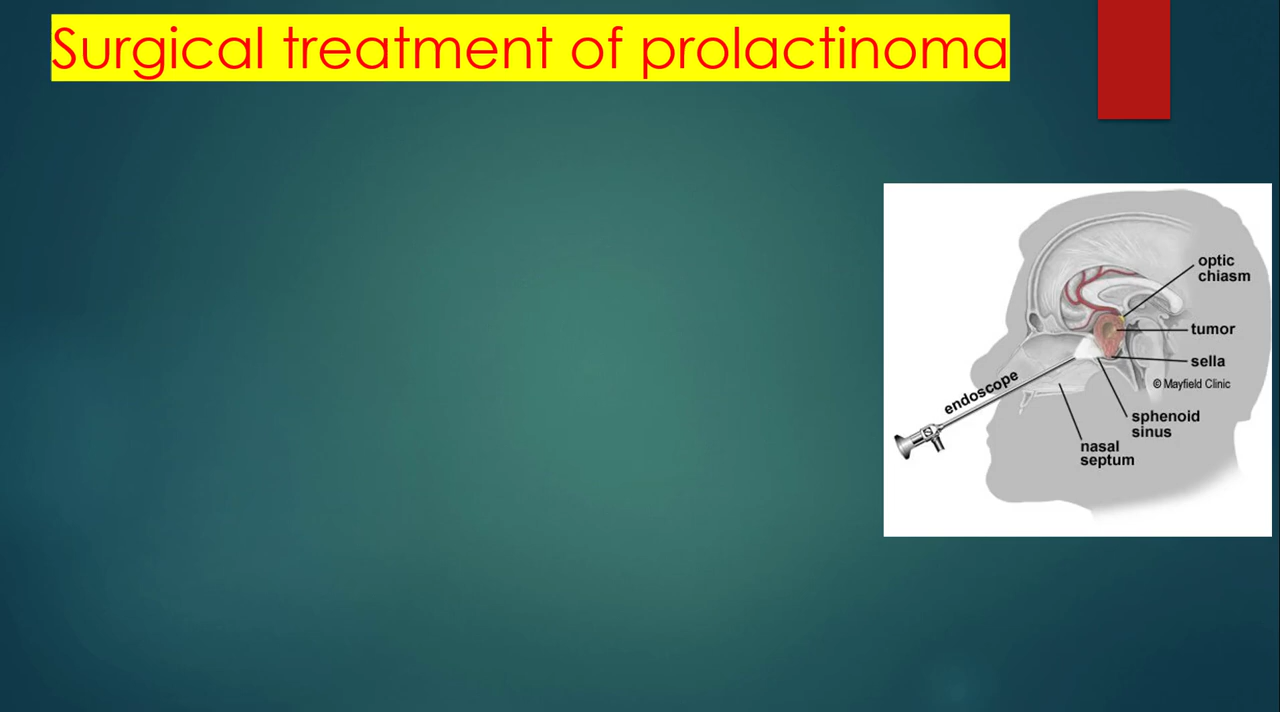 Surgical treatment of prolactinoma
optic
chiasm
tumor
sella
© Mayfield Clinic
endoscope
sphenoid
sinus
nasal
septum